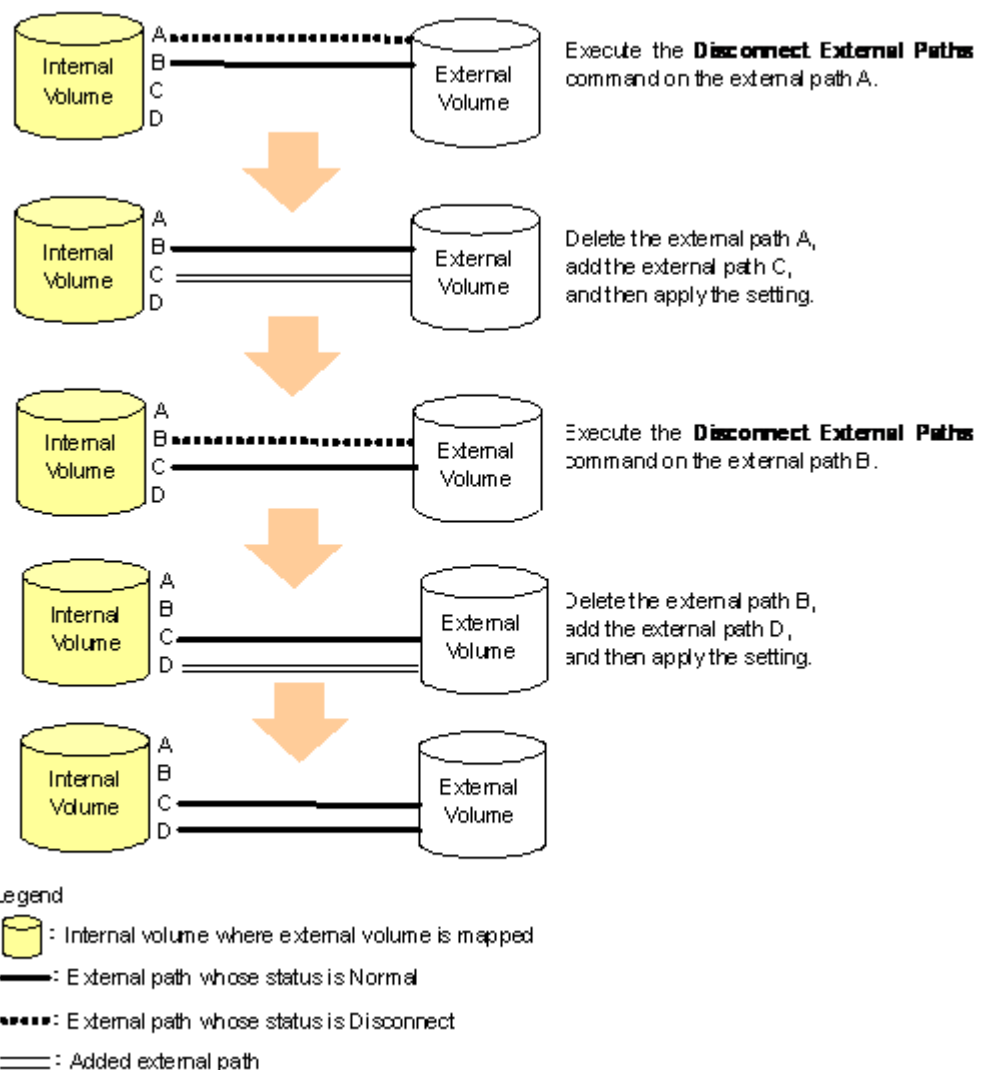 A
B
C
D
Internal
Volume
External
Volume
Execute the Disconnect External Paths
command on the external path A.
A
B
C
D
Internal
Volume
External
Volume
Delete the external path A,
add the external path C,
and then apply the setting.
A
B
C
D
Internal
Volume
External
Volume
Execute the Disconnect External Paths
command on the external path B.
A
B
C
D
Internal
Volume
External
Volume
Delete the external path B,
add the external path D,
and then apply the setting.
A
B
C
D
Internal
Volume
External
Volume
Legend
: Internal volume where external volume is mapped
: External path whose status is Normal
: External path whose status is Disconnect
: Added external path